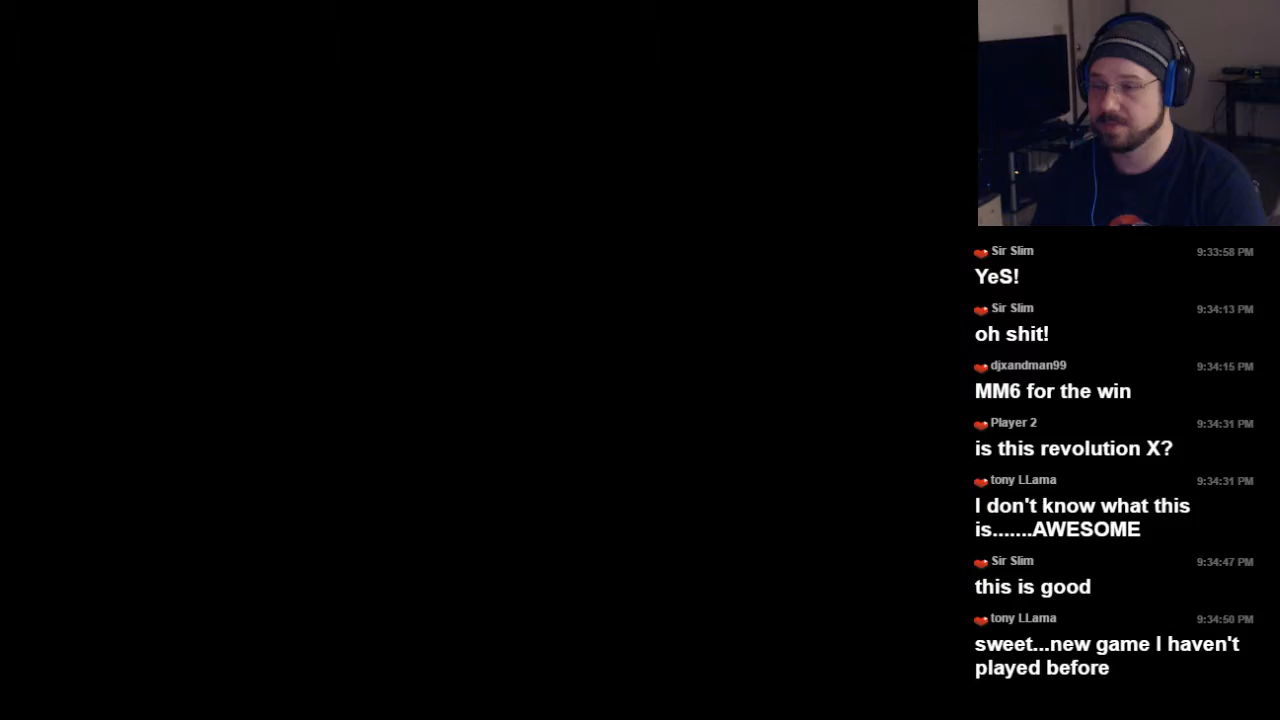 Sir Slim 9:33:58 PM
YeS!
Sir Slim 9:34:13 PM
oh shit!
djxandman99 9:34:15 PM
MM6 for the win
Player 2 9:34:31 PM
is this revolution X?
tony LLama 9:34:31 PM
I don't know what this
is.......AWESOME
Sir Slim 9:34:47 PM
this is good
tony LLama 9:34:50 PM
sweet...new game I haven't
played before